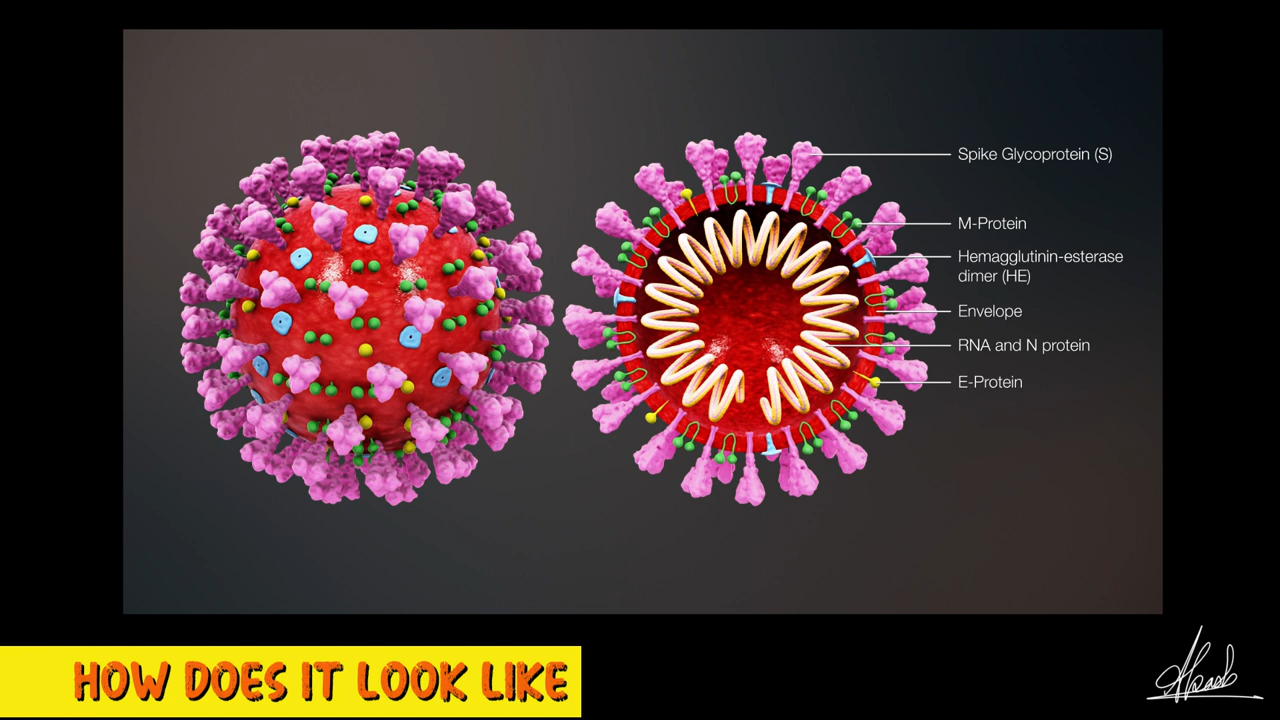 Spike Glycoprotein (S)
M-Protein
Hemagglutinin-esterase
dimer (HE)
Envelope
RNA and N protein
E-Protein
HOW DOES IT LOOK LIKE